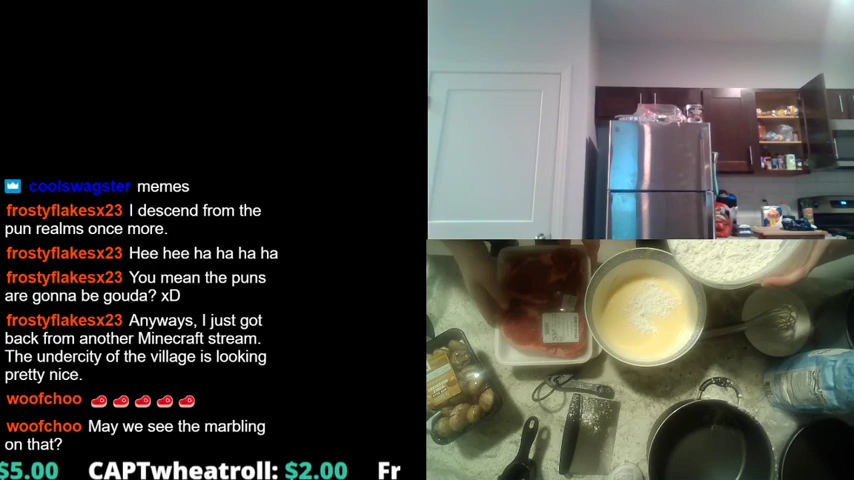 coolswagster memes
frostyflakesx23 I descend from the
pun realms once more.
frostyflakesx23 Hee hee ha ha ha ha
frostyflakesx23 You mean the puns
are gonna be gouda? xD
frostyflakesx23 Anyways, I just got
back from another Minecraft stream.
The undercity of the village is looking
pretty nice.
woofchoo 🥩 🥩 🥩 🥩 🥩
woofchoo May we see the marbling
on that?
$5.00 CAPTwheatroll: $2.00 Fr